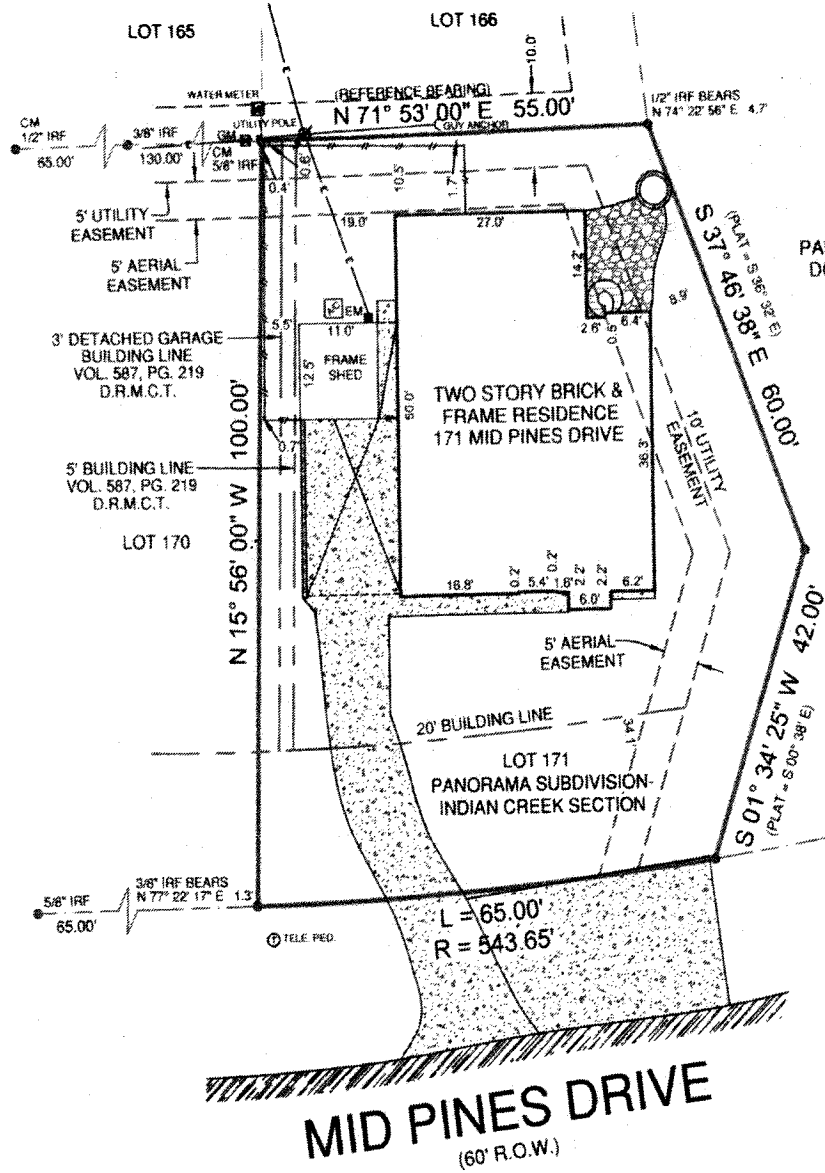 LOT 165
LOT 166
10.0'
WATER METER
(REFERENCE BEARING)
N 71° 53' 00" E 55.00'
1/2" IRF BEARS
N 74° 22' 56" E 4.7'
CM
1/2" IRF
65.00'
3/8" IRF
130.00'
GM
UTILITY POLE
GUY ANCHOR
CM
5/8" IRF
0.4'
10.5'
1.7'
5' UTILITY
EASEMENT
5' AERIAL
EASEMENT
19.0'
27.0'
14.2'
S 37° 46' 38" E 60.00'
(PLAT = S 36° 32' E)
8.9'
3' DETACHED GARAGE
BUILDING LINE
VOL. 587, PG. 219
D.R.M.C.T.
5.5'
EM
11.0'
FRAME
SHED
12.5'
2.6'
0.5'
6.4'
50.0'
TWO STORY BRICK &
FRAME RESIDENCE
171 MID PINES DRIVE
36.3'
10' UTILITY
EASEMENT
0.7'
5' BUILDING LINE
VOL. 587, PG. 219
D.R.M.C.T.
LOT 170
N 15° 56' 00" W 100.00'
16.8'
0.2'
5.4'
0.2'
1.8'
2.2'
6.0'
2.2'
6.2'
5' AERIAL
EASEMENT
S 01° 34' 25" W 42.00'
(PLAT = S 00° 38' E)
20' BUILDING LINE
34.1'
LOT 171
PANORAMA SUBDIVISION-
INDIAN CREEK SECTION
5/8" IRF
65.00'
3/8" IRF BEARS
N 77° 22' 17" E 1.3'
L = 65.00'
R = 543.65'
TELE. PED.
MID PINES DRIVE
(60' R.O.W.)